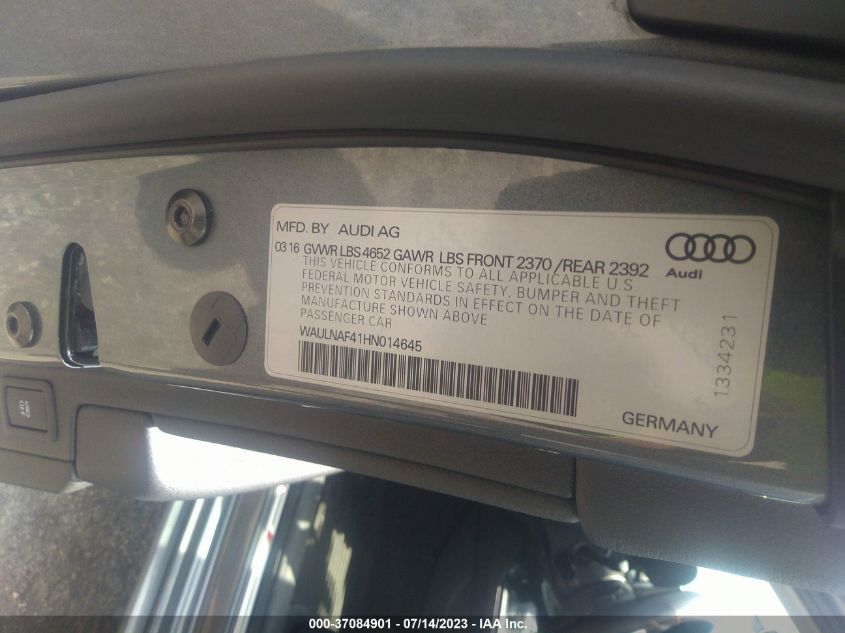 MFD. BY AUDI AG
03 16 GVWR LBS 4652 GAWR LBS FRONT 2370 /REAR 2392
THIS VEHICLE CONFORMS TO ALL APPLICABLE U.S
FEDERAL MOTOR VEHICLE SAFETY, BUMPER AND THEFT
PREVENTION STANDARDS IN EFFECT ON THE DATE OF
MANUFACTURE SHOWN ABOVE
PASSENGER CAR
WAULNAF41HN014645
Audi
1334231
GERMANY
OFF
000-37084901 - 07/14/2023 - IAA Inc.